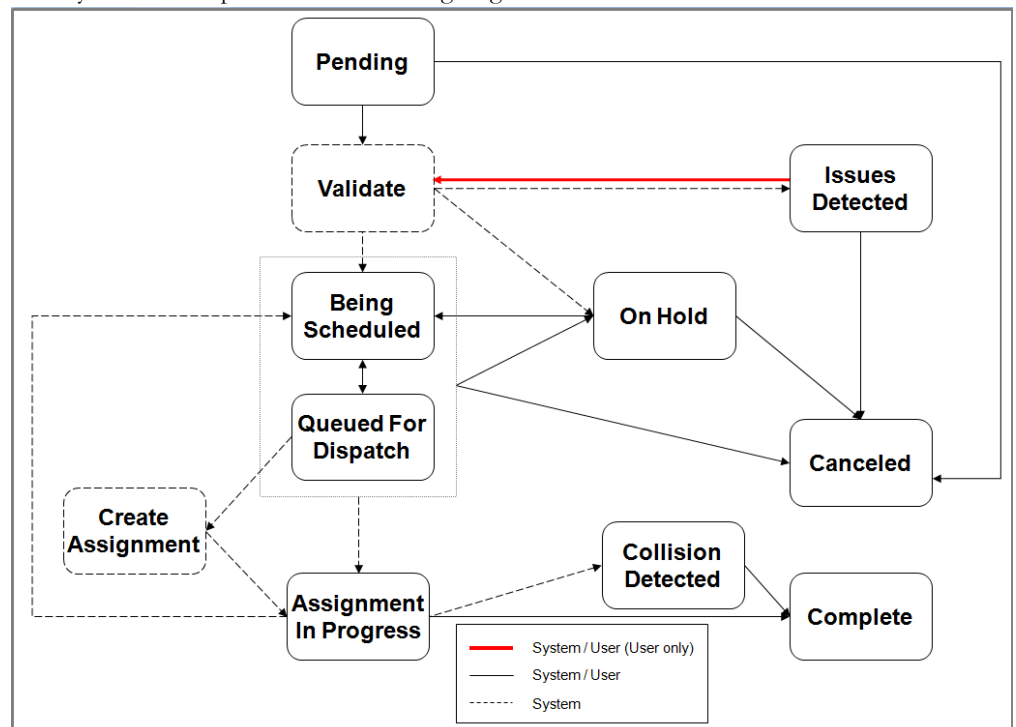 Pending
Validate
Issues
Detected
Being
Scheduled
On Hold
Queued For
Dispatch
Canceled
Create
Assignment
Collision
Detected
Assignment
In Progress
Complete
System / User (User only)
System / User
System